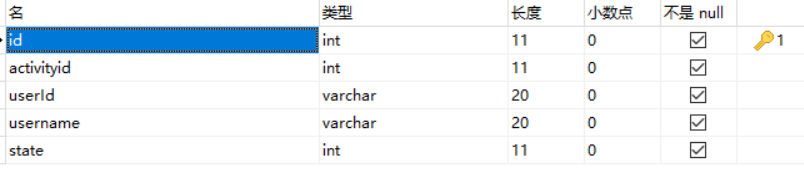 名 类型 长度 小数点 不是 null
id int 11 0 1
activityid int 11 0
userId varchar 20 0
username varchar 20 0
state int 11 0